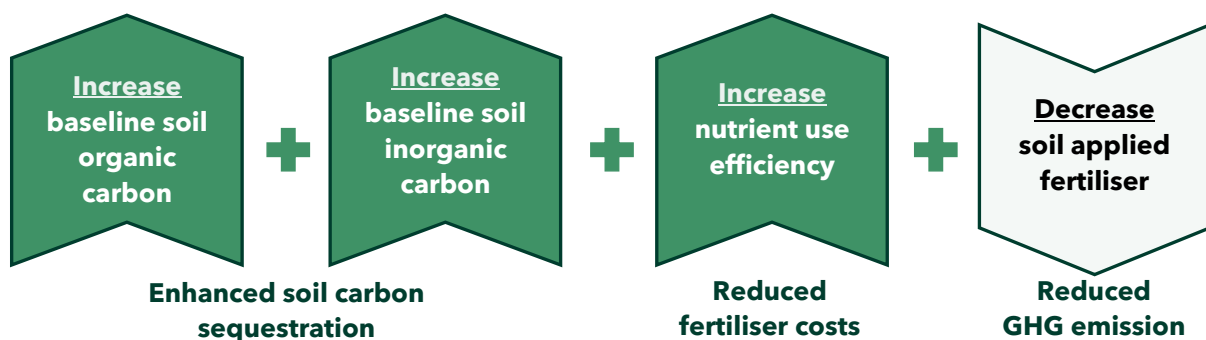 Increase
baseline soil
organic
carbon
Increase
baseline soil
inorganic
carbon
Increase
nutrient use
efficiency
Decrease
soil applied
fertiliser
Enhanced soil carbon
sequestration
Reduced
fertiliser costs
Reduced
GHG emission